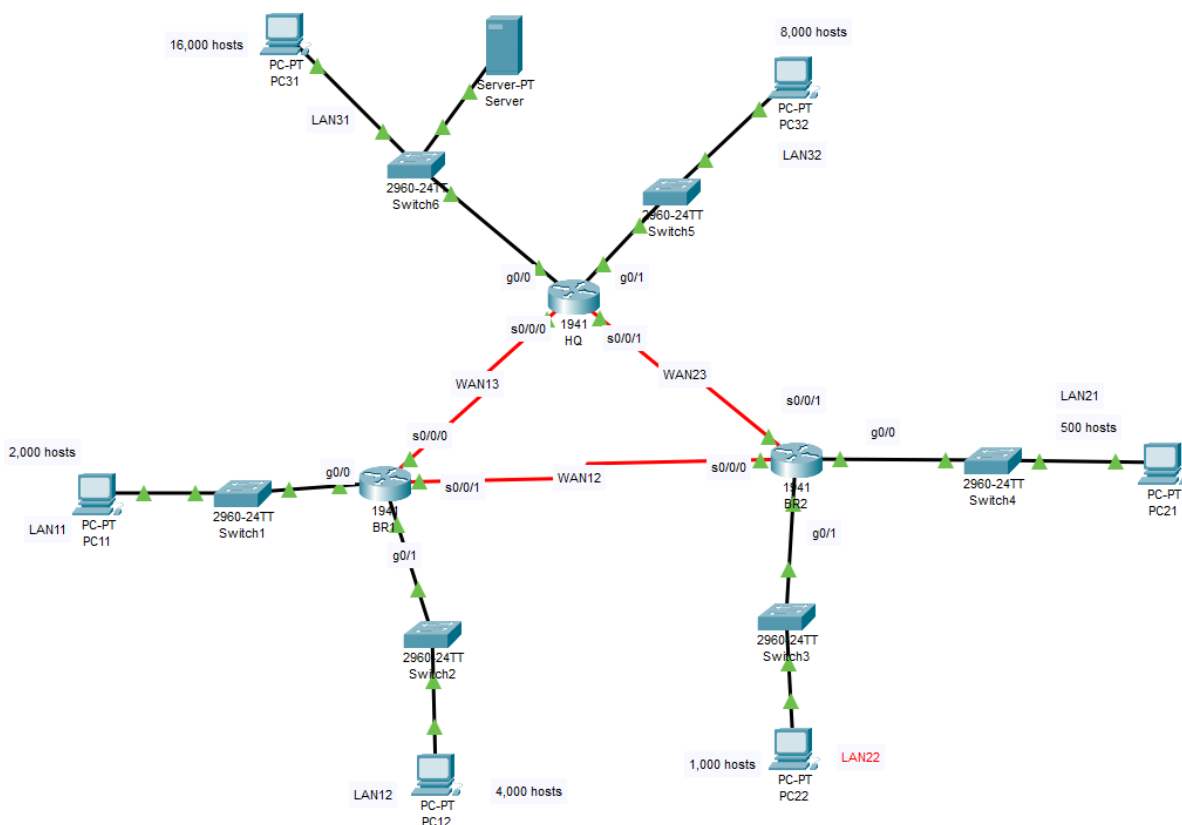 16,000 hosts
PC-PT
PC31
Server-PT
Server
8,000 hosts
PC-PT
PC32
LAN31
LAN32
2960-24TT
Switch6
2960-24TT
Switch5
g0/0
g0/1
1941
HQ
s0/0/0
s0/0/1
WAN13
WAN23
s0/0/1
LAN21
500 hosts
s0/0/0
g0/0
2,000 hosts
g0/0
s0/0/1
WAN12
s0/0/0
1941
BR2
2960-24TT
Switch4
PC-PT
PC21
LAN11
PC-PT
PC11
2960-24TT
Switch1
1941
BR1
g0/1
g0/1
2960-24TT
Switch2
2960-24TT
Switch3
1,000 hosts
LAN22
PC-PT
PC22
LAN12
4,000 hosts
PC-PT
PC12